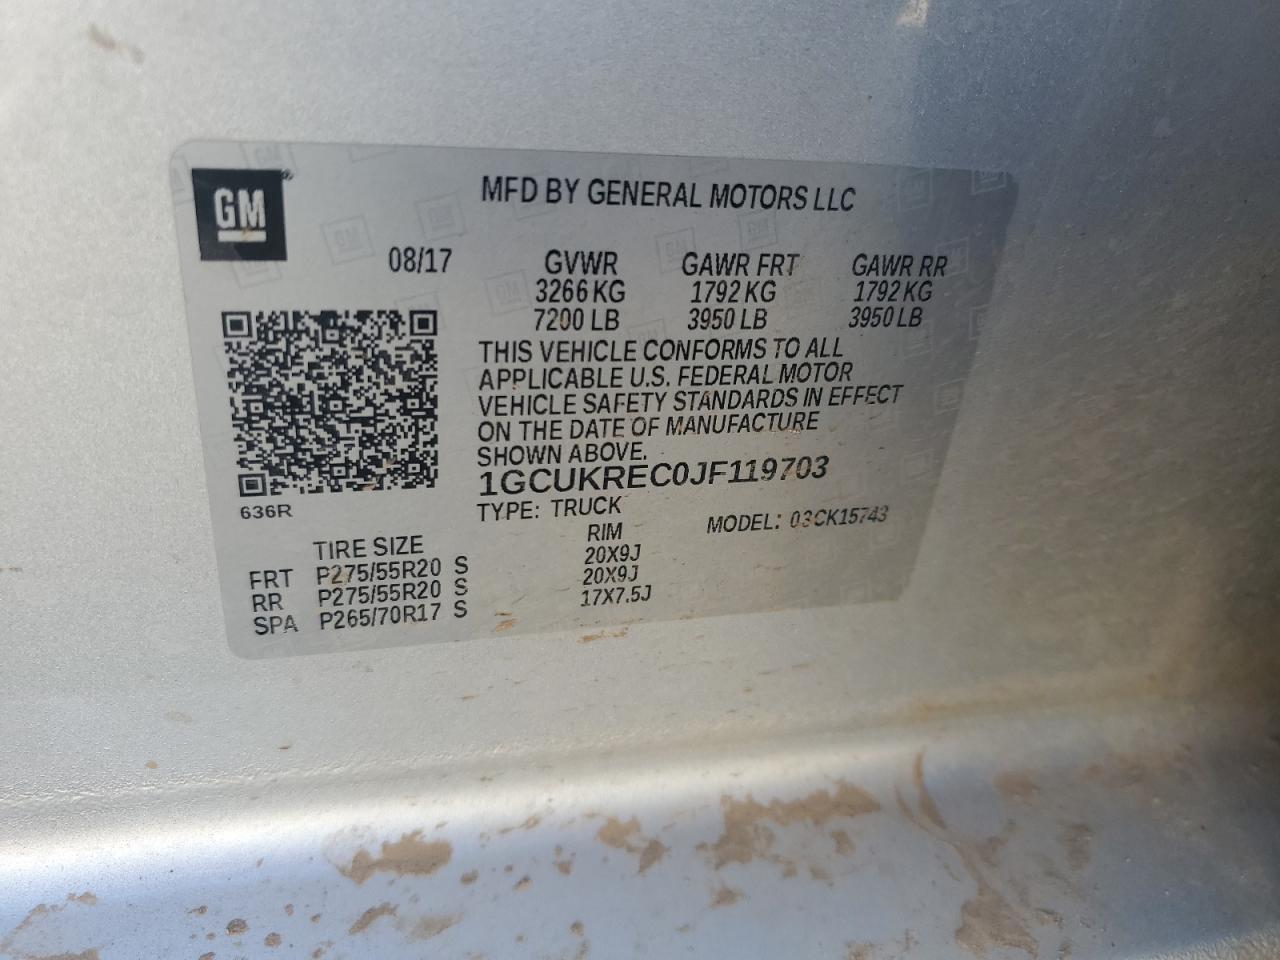 GM
MFD BY GENERAL MOTORS LLC
08/17 GVWR GAWR FRT GAWR RR
3266 KG 1792 KG 1792 KG
7200 LB 3950 LB 3950 LB
THIS VEHICLE CONFORMS TO ALL
APPLICABLE U.S. FEDERAL MOTOR
VEHICLE SAFETY STANDARDS IN EFFECT
ON THE DATE OF MANUFACTURE
SHOWN ABOVE.
1GCUKREC0JF119703
636R
TYPE: TRUCK MODEL: 03CK15743
TIRE SIZE RIM
FRT P275/55R20 S 20X9J
RR P275/55R20 S 20X9J
SPA P265/70R17 S 17X7.5J